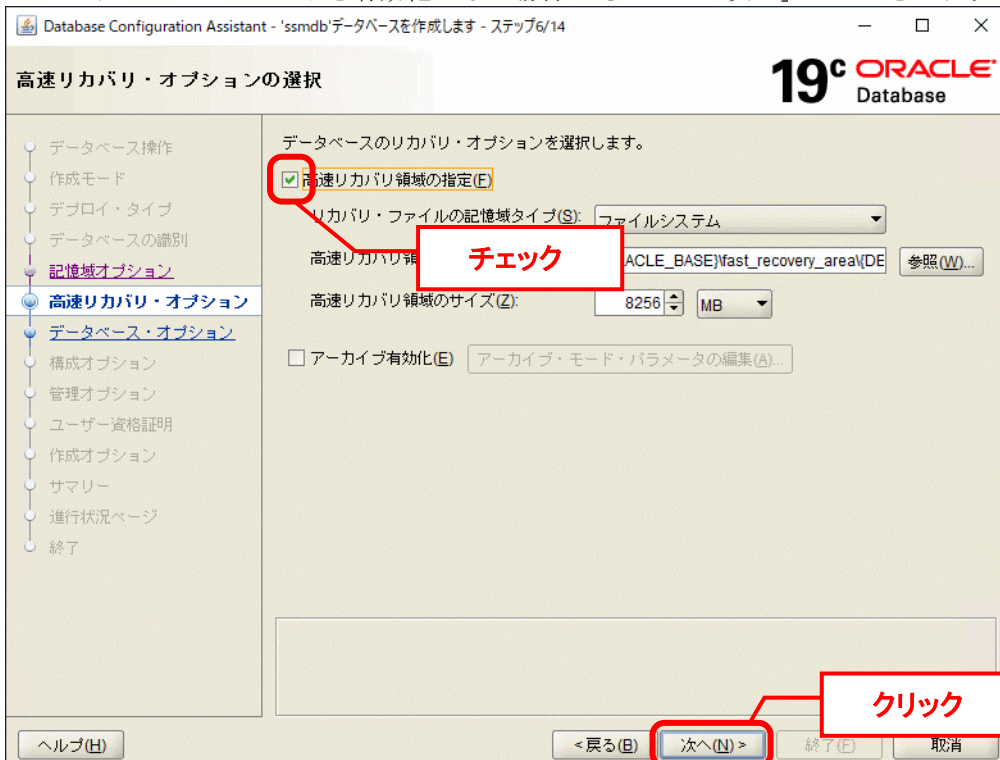 Database Configuration Assistant - 'ssmdb'データベースを作成します - ステップ6/14
高速リカバリ・オプションの選択
19c ORACLE
Database
データベース操作
作成モード
デプロイ・タイプ
データベースの識別
記憶域オプション
高速リカバリ・オプション
データベース・オプション
構成オプション
管理オプション
ユーザー資格証明
作成オプション
サマリー
進行状況ページ
終了
データベースのリカバリ・オプションを選択します。
高速リカバリ領域の指定(F)
リカバリ・ファイルの記憶域タイプ(S): ファイルシステム
チェック
高速リカバリ領 ACLE_BASE}\fast_recovery_area\{DE 参照(W)...
高速リカバリ領域のサイズ(Z): 8256 MB
アーカイブ有効化(E) アーカイブ・モード・パラメータの編集(A)...
クリック
ヘルプ(H) <戻る(B) 次へ(N)> 終了(F) 取消